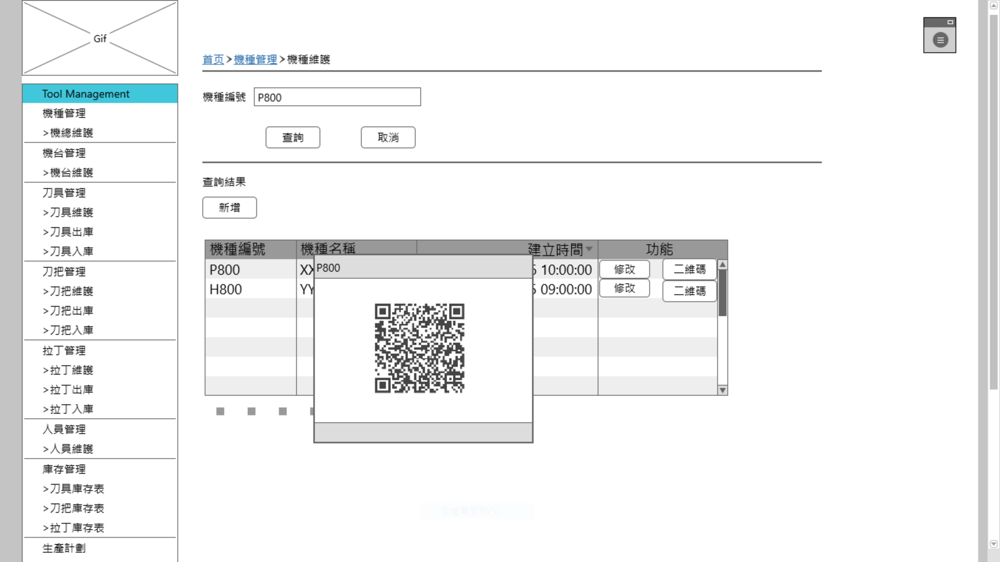 Gif
首页>機種管理>機種維護
Tool Management
機種管理
>機總維護
機台管理
>機台維護
刀具管理
>刀具維護
>刀具出庫
>刀具入庫
刀把管理
>刀把維護
>刀把出庫
>刀把入庫
拉丁管理
>拉丁維護
>拉丁出庫
>拉丁入庫
人員管理
>人員維護
庫存管理
>刀具庫存表
>刀把庫存表
>拉丁庫存表
生產計劃
機種編號 P800
查詢 取消
查詢結果
新增
機種編號 機種名稱 建立時間 功能
P800 XX 5 10:00:00 修改 二維碼
H800 YY 5 09:00:00 修改 二維碼
P800
全螢幕剪取(S)